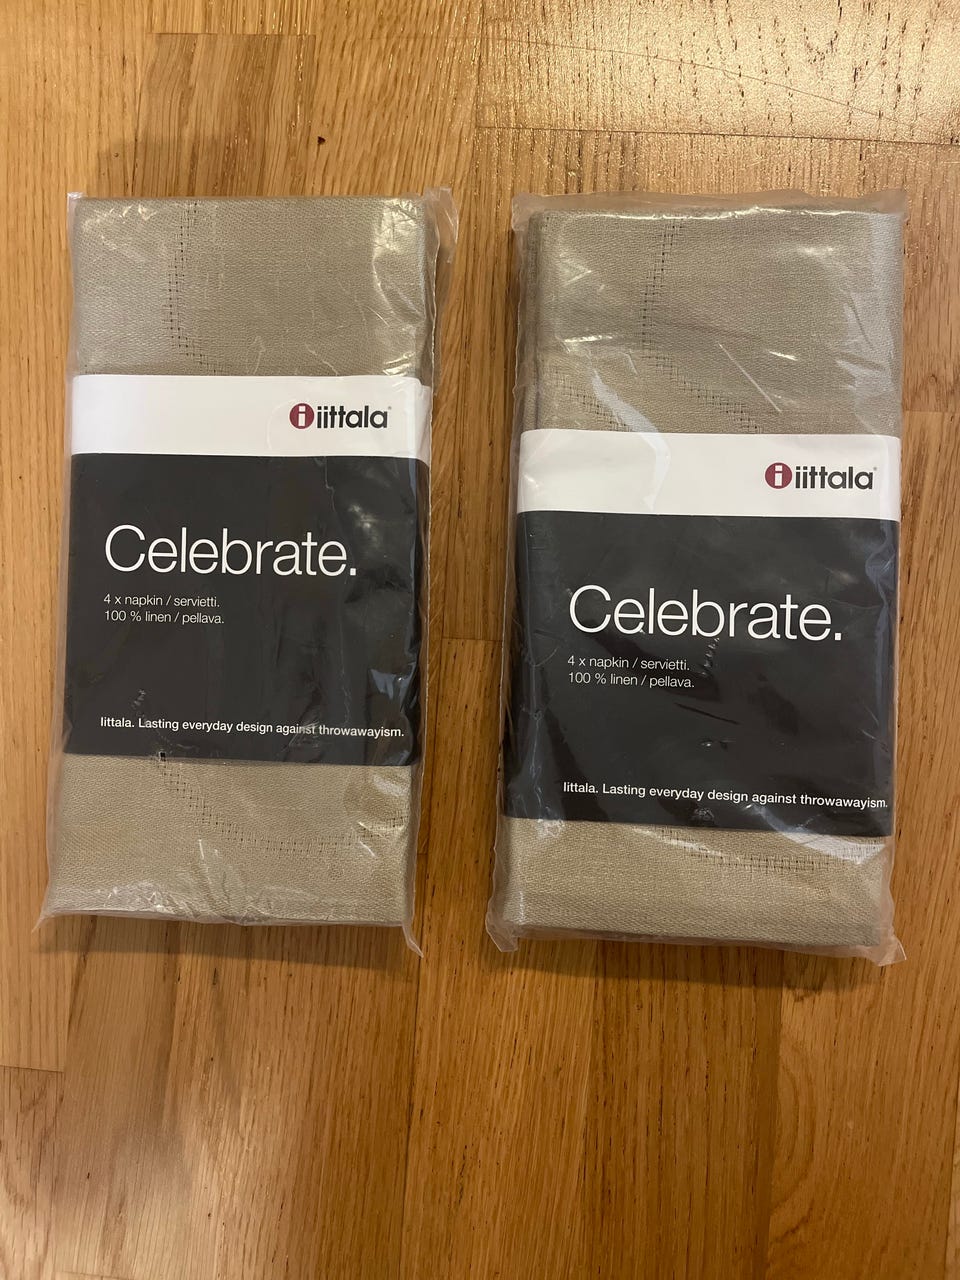 iittala
Celebrate.
4 x napkin / servietti.
100 % linen / pellava.
Iittala. Lasting everyday design against throwawayism.
iittala
Celebrate.
4 x napkin / servietti.
100 % linen / pellava.
Iittala. Lasting everyday design against throwawayism.